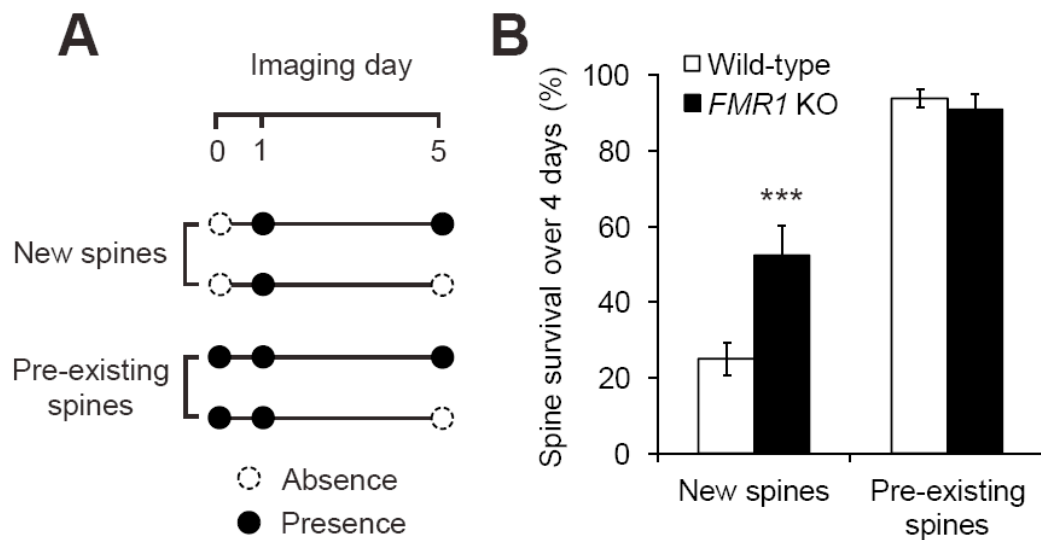 A
Imaging day
0 1 5
New spines
Pre-existing
spines
Absence
Presence
B
Spine survival over 4 days (%)
100
80
60
40
20
0
Wild-type
FMR1 KO
***
New spines
Pre-existing
spines